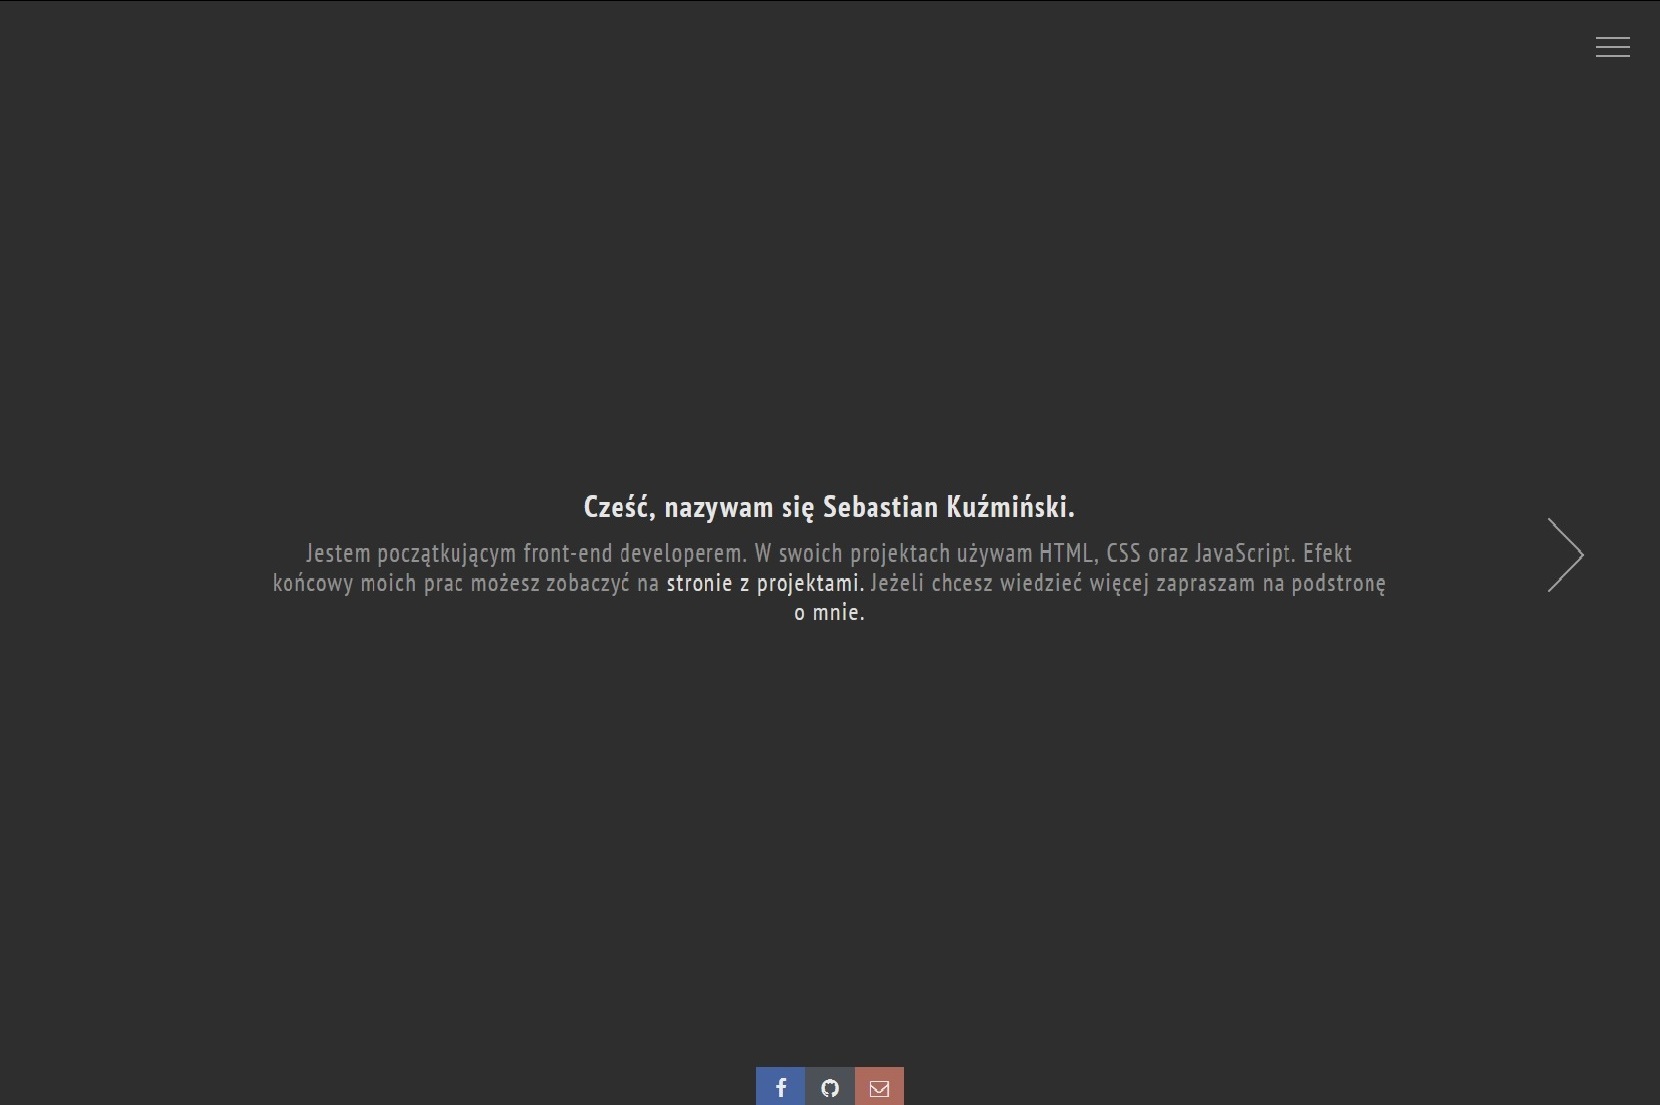 Cześć, nazywam się Sebastian Kuźmiński.
Jestem początkującym front-end developerem. W swoich projektach używam HTML, CSS oraz JavaScript. Efekt
końcowy moich prac możesz zobaczyć na stronie z projektami. Jeżeli chcesz wiedzieć więcej zapraszam na podstronę
o mnie.